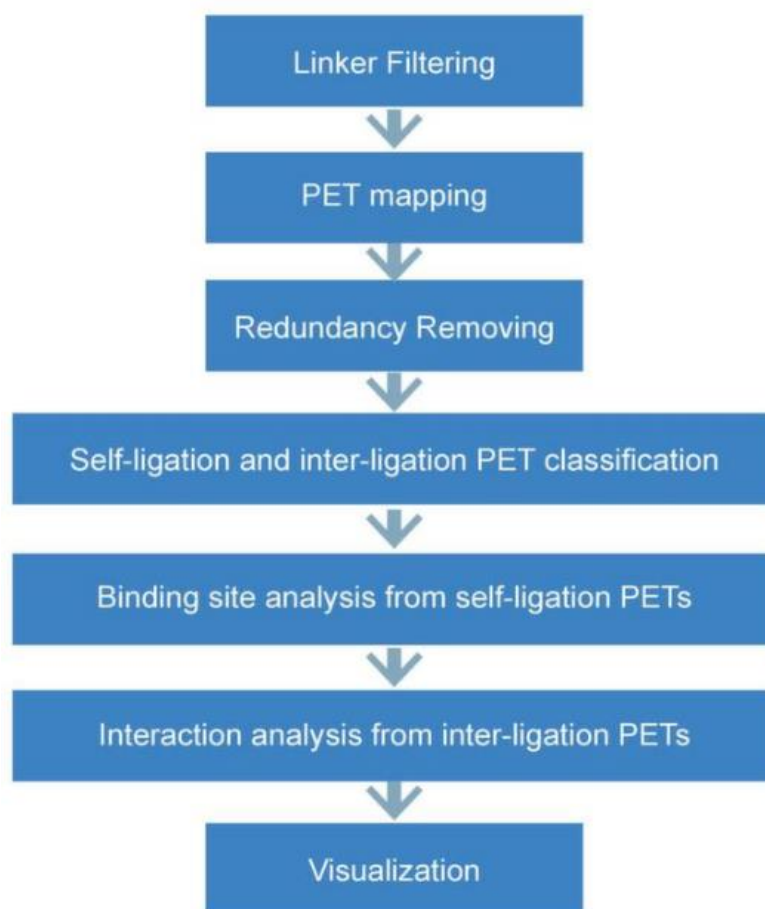 Linker Filtering
PET mapping
Redundancy Removing
Self-ligation and inter-ligation PET classification
Binding site analysis from self-ligation PETs
Interaction analysis from inter-ligation PETs
Visualization